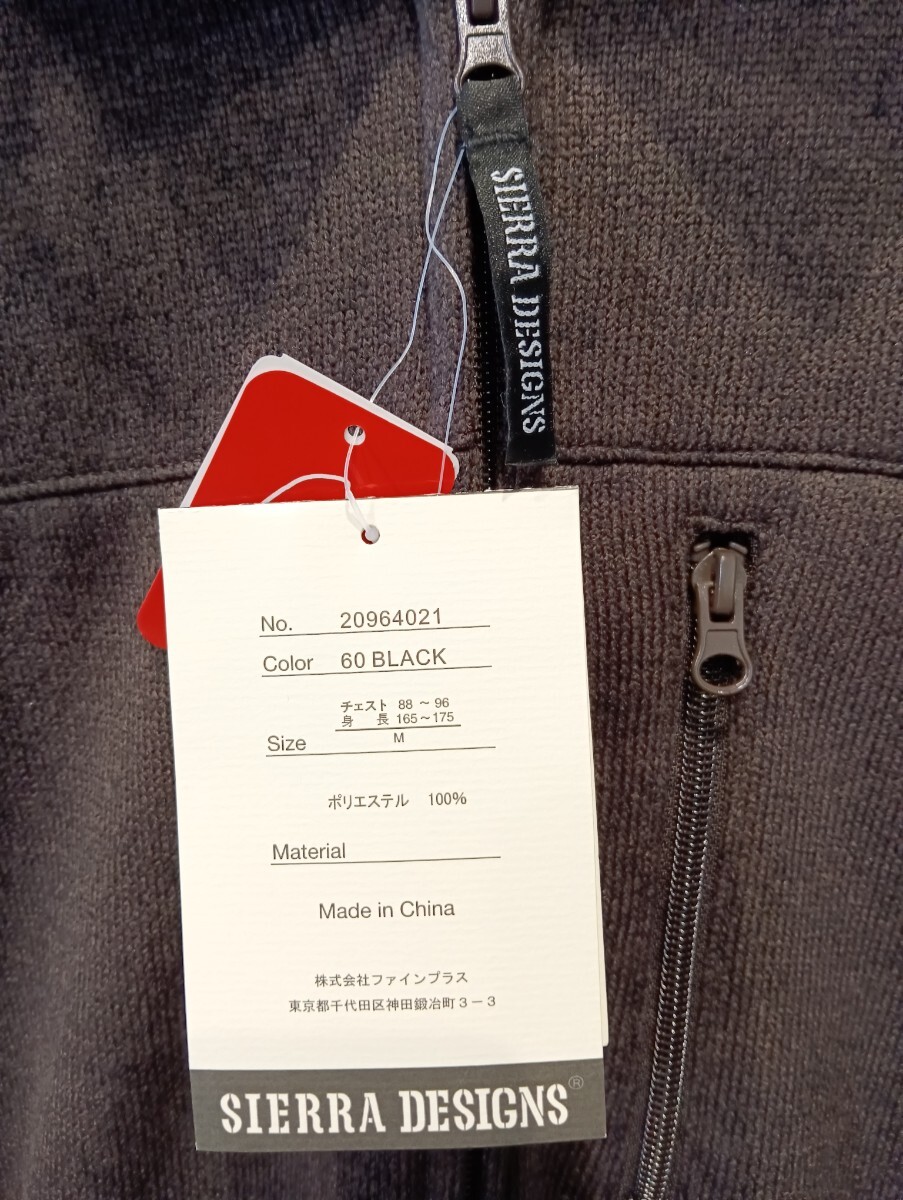 SIERRA DESIGNS
No. 20964021
Color 60 BLACK
チェスト 88 ～ 96
身 長 165～175
Size M
ポリエステル 100%
Material
Made in China
株式会社ファインプラス
東京都千代田区神田鍛冶町３－３
SIERRA DESIGNS®